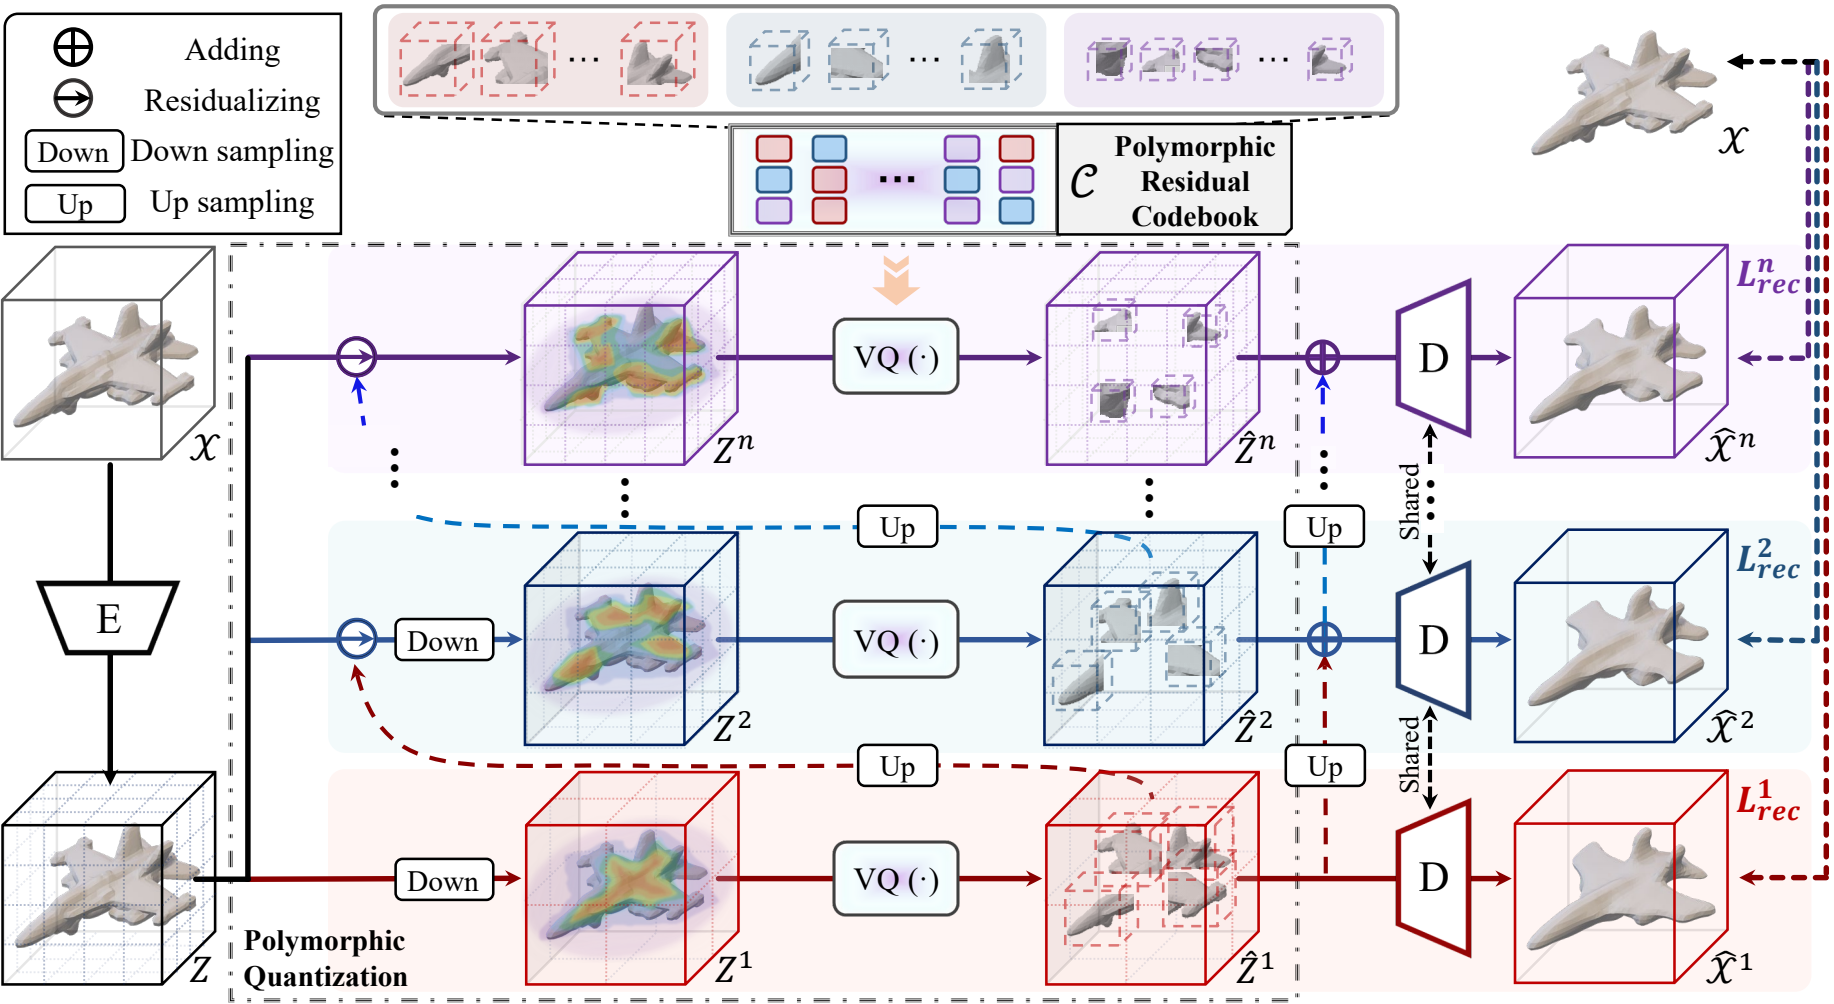 Adding
Residualizing
Down Down sampling
Up Up sampling
... ... ...
...
𝒞 Polymorphic
Residual
Codebook
𝒳
𝒳
Z^n
VQ (·)
Ẑ^n
D
X̂^n
L^n_rec
Up
Up
Shared
E
Down
Z^2
VQ (·)
Ẑ^2
D
X̂^2
L^2_rec
Up
Up
Shared
Z
Down
Z^1
VQ (·)
Ẑ^1
D
X̂^1
L^1_rec
Polymorphic
Quantization